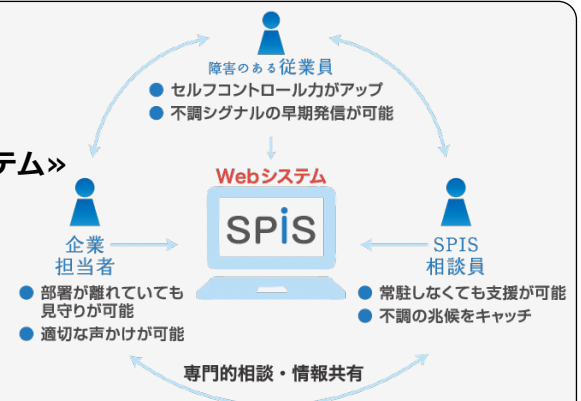 障害のある従業員
● セルフコントロール力がアップ
● 不調シグナルの早期発信が可能
テム»
Webシステム
SPiS
企業
担当者
● 部署が離れていても
見守りが可能
● 適切な声かけが可能
SPIS
相談員
● 常駐しなくても支援が可能
● 不調の兆候をキャッチ
専門的相談・情報共有